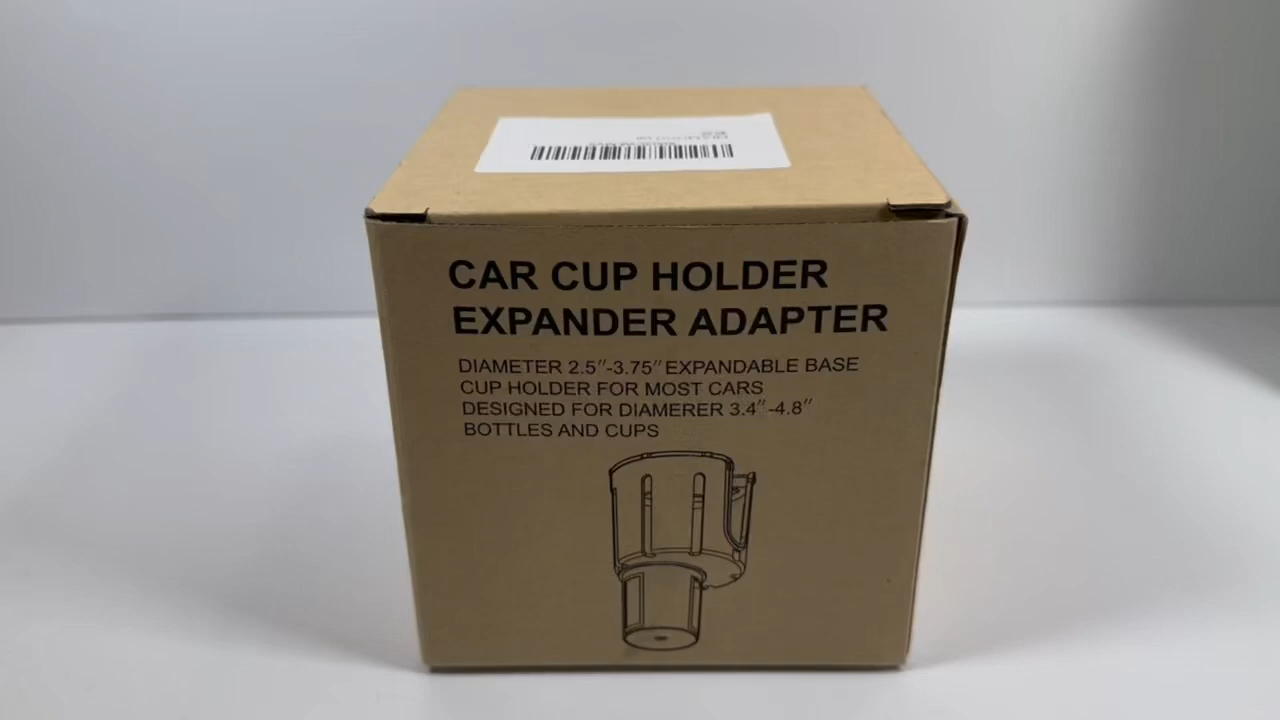 CAR CUP HOLDER
EXPANDER ADAPTER
DIAMETER 2.5″-3.75″ EXPANDABLE BASE
CUP HOLDER FOR MOST CARS
DESIGNED FOR DIAMERER 3.4″-4.8″
BOTTLES AND CUPS